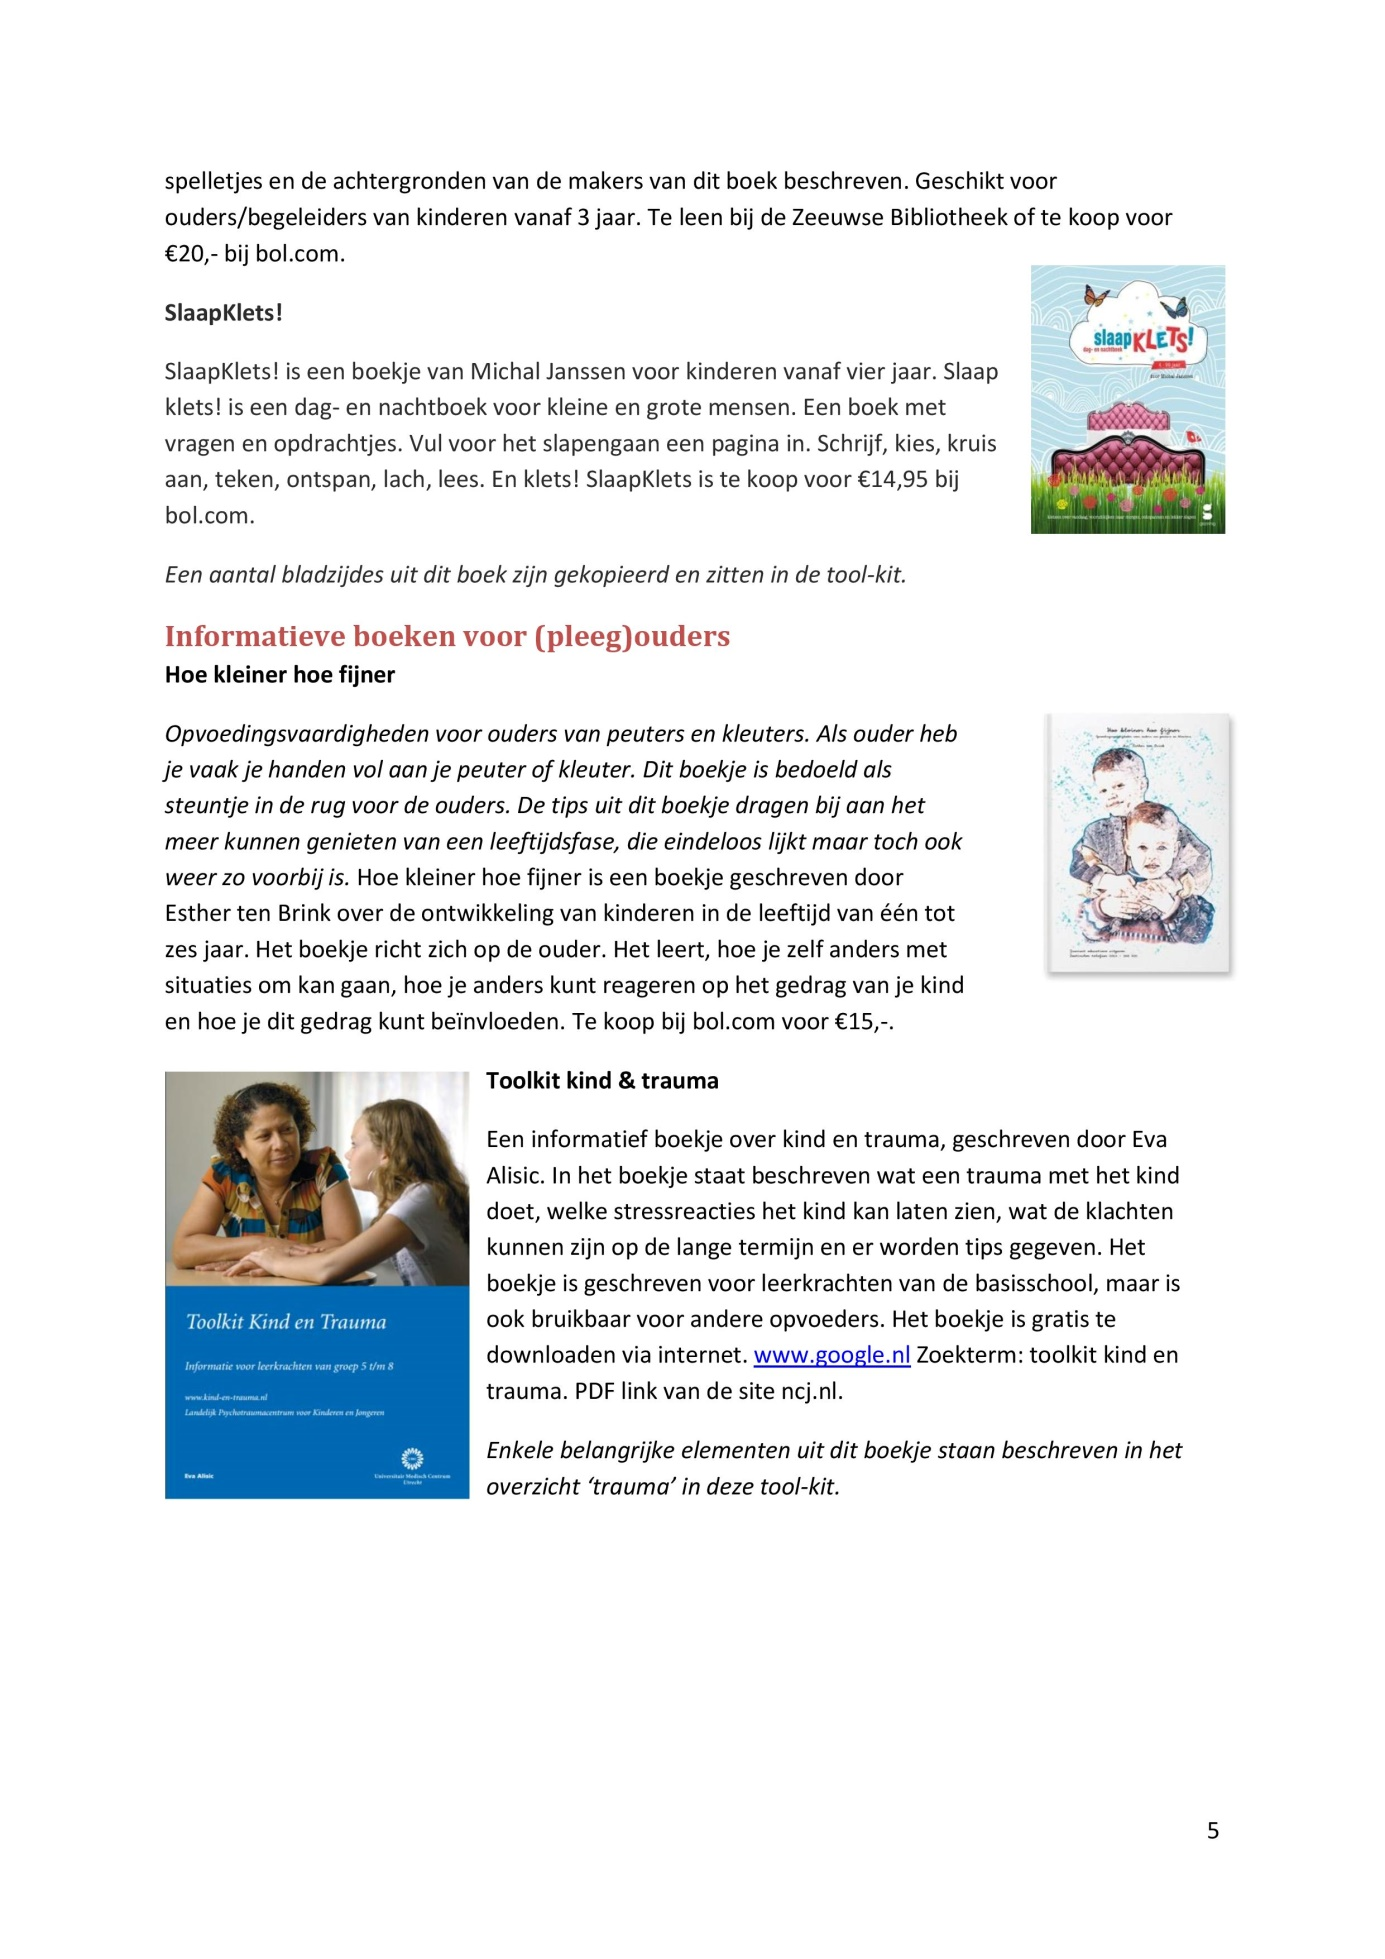 spelletjes en de achtergronden van de makers van dit boek beschreven. Geschikt voor
ouders/begeleiders van kinderen vanaf 3 jaar. Te leen bij de Zeeuwse Bibliotheek of te koop voor
€20,- bij bol.com.
SlaapKlets!
SlaapKlets! is een boekje van Michal Janssen voor kinderen vanaf vier jaar. Slaap
klets! is een dag- en nachtboek voor kleine en grote mensen. Een boek met
vragen en opdrachtjes. Vul voor het slapengaan een pagina in. Schrijf, kies, kruis
aan, teken, ontspan, lach, lees. En klets! SlaapKlets is te koop voor €14,95 bij
bol.com.
slaapKLETS!
dag- en nachtboek
Een aantal bladzijdes uit dit boek zijn gekopieerd en zitten in de tool-kit.
Informatieve boeken voor (pleeg)ouders
Hoe kleiner hoe fijner
Opvoedingsvaardigheden voor ouders van peuters en kleuters. Als ouder heb
je vaak je handen vol aan je peuter of kleuter. Dit boekje is bedoeld als
steuntje in de rug voor de ouders. De tips uit dit boekje dragen bij aan het
meer kunnen genieten van een leeftijdsfase, die eindeloos lijkt maar toch ook
weer zo voorbij is. Hoe kleiner hoe fijner is een boekje geschreven door
Esther ten Brink over de ontwikkeling van kinderen in de leeftijd van één tot
zes jaar. Het boekje richt zich op de ouder. Het leert, hoe je zelf anders met
situaties om kan gaan, hoe je anders kunt reageren op het gedrag van je kind
en hoe je dit gedrag kunt beïnvloeden. Te koop bij bol.com voor €15,-.
Hoe kleiner hoe fijner
Toolkit kind & trauma
Een informatief boekje over kind en trauma, geschreven door Eva
Alisic. In het boekje staat beschreven wat een trauma met het kind
doet, welke stressreacties het kind kan laten zien, wat de klachten
kunnen zijn op de lange termijn en er worden tips gegeven. Het
boekje is geschreven voor leerkrachten van de basisschool, maar is
ook bruikbaar voor andere opvoeders. Het boekje is gratis te
downloaden via internet. www.google.nl Zoekterm: toolkit kind en
trauma. PDF link van de site ncj.nl.
Enkele belangrijke elementen uit dit boekje staan beschreven in het
overzicht ‘trauma’ in deze tool-kit.
Toolkit Kind en Trauma
Informatie voor leerkrachten van groep 5 t/m 8
www.kind-en-trauma.nl
Landelijk Psychotraumacentrum voor Kinderen en Jongeren
Eva Alisic
Universitair Medisch Centrum
Utrecht
5